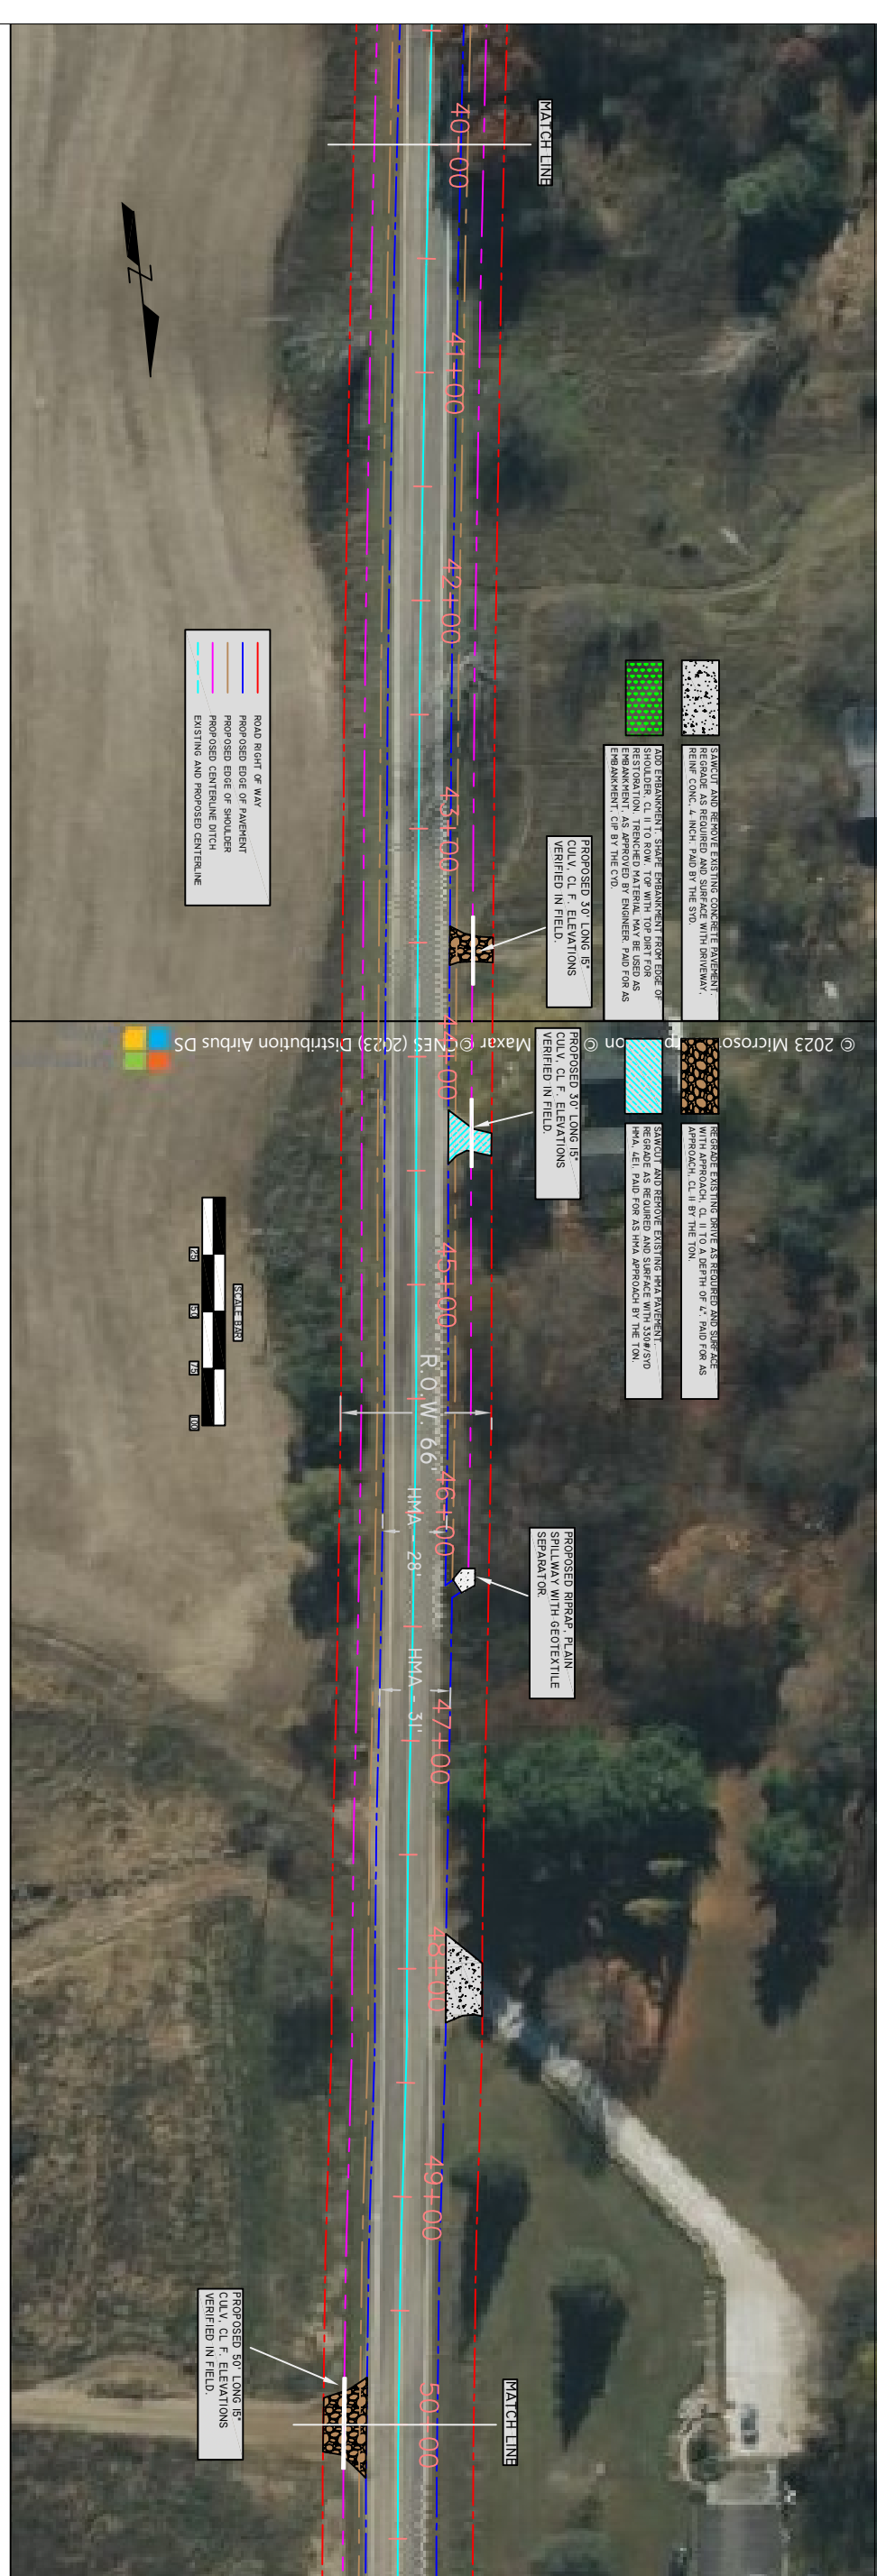 MATCH LINE
40+00
41+00
42+00
43+00
44+00
45+00
46+00
47+00
48+00
49+00
50+00
MATCH LINE
SAWCUT AND REMOVE EXISTING CONCRETE PAVEMENT.
REGRADE AS REQUIRED AND SURFACE WITH DRIVEWAY,
REINF CONC, 4 INCH. PAID BY THE SYD.
ADD EMBANKMENT. SHAPE EMBANKMENT FROM EDGE OF
SHOULDER, CL II TO ROW. TOP WITH TOP DIRT FOR
RESTORATION. TRENCHED MATERIAL MAY BE USED AS
EMBANKMENT, AS APPROVED BY ENGINEER. PAID FOR AS
EMBANKMENT, CIP BY THE CYD.
REGRADE EXISTING DRIVE AS REQUIRED AND SURFACE
WITH APPROACH, CL II TO A DEPTH OF 4". PAID FOR AS
APPROACH, CL II BY THE TON.
SAWCUT AND REMOVE EXISTING HMA PAVEMENT.
REGRADE AS REQUIRED AND SURFACE WITH 330#/SYD
HMA, 4E1. PAID FOR AS HMA APPROACH BY THE TON.
PROPOSED 30' LONG 15"
CULV, CL F. ELEVATIONS
VERIFIED IN FIELD.
PROPOSED 30' LONG 15"
CULV, CL F. ELEVATIONS
VERIFIED IN FIELD.
PROPOSED RIPRAP, PLAIN
SPILLWAY WITH GEOTEXTILE
SEPARATOR.
R.O.W. 66'
HMA - 28'
HMA - 31'
ROAD RIGHT OF WAY
PROPOSED EDGE OF PAVEMENT
PROPOSED EDGE OF SHOULDER
PROPOSED CENTERLINE DITCH
EXISTING AND PROPOSED CENTERLINE
SCALE BAR
25
50
75
100
PROPOSED 50' LONG 15"
CULV, CL F. ELEVATIONS
VERIFIED IN FIELD.
Z
© 2023 Microsoft © Maxar ©CNES (2023) Distribution Airbus DS